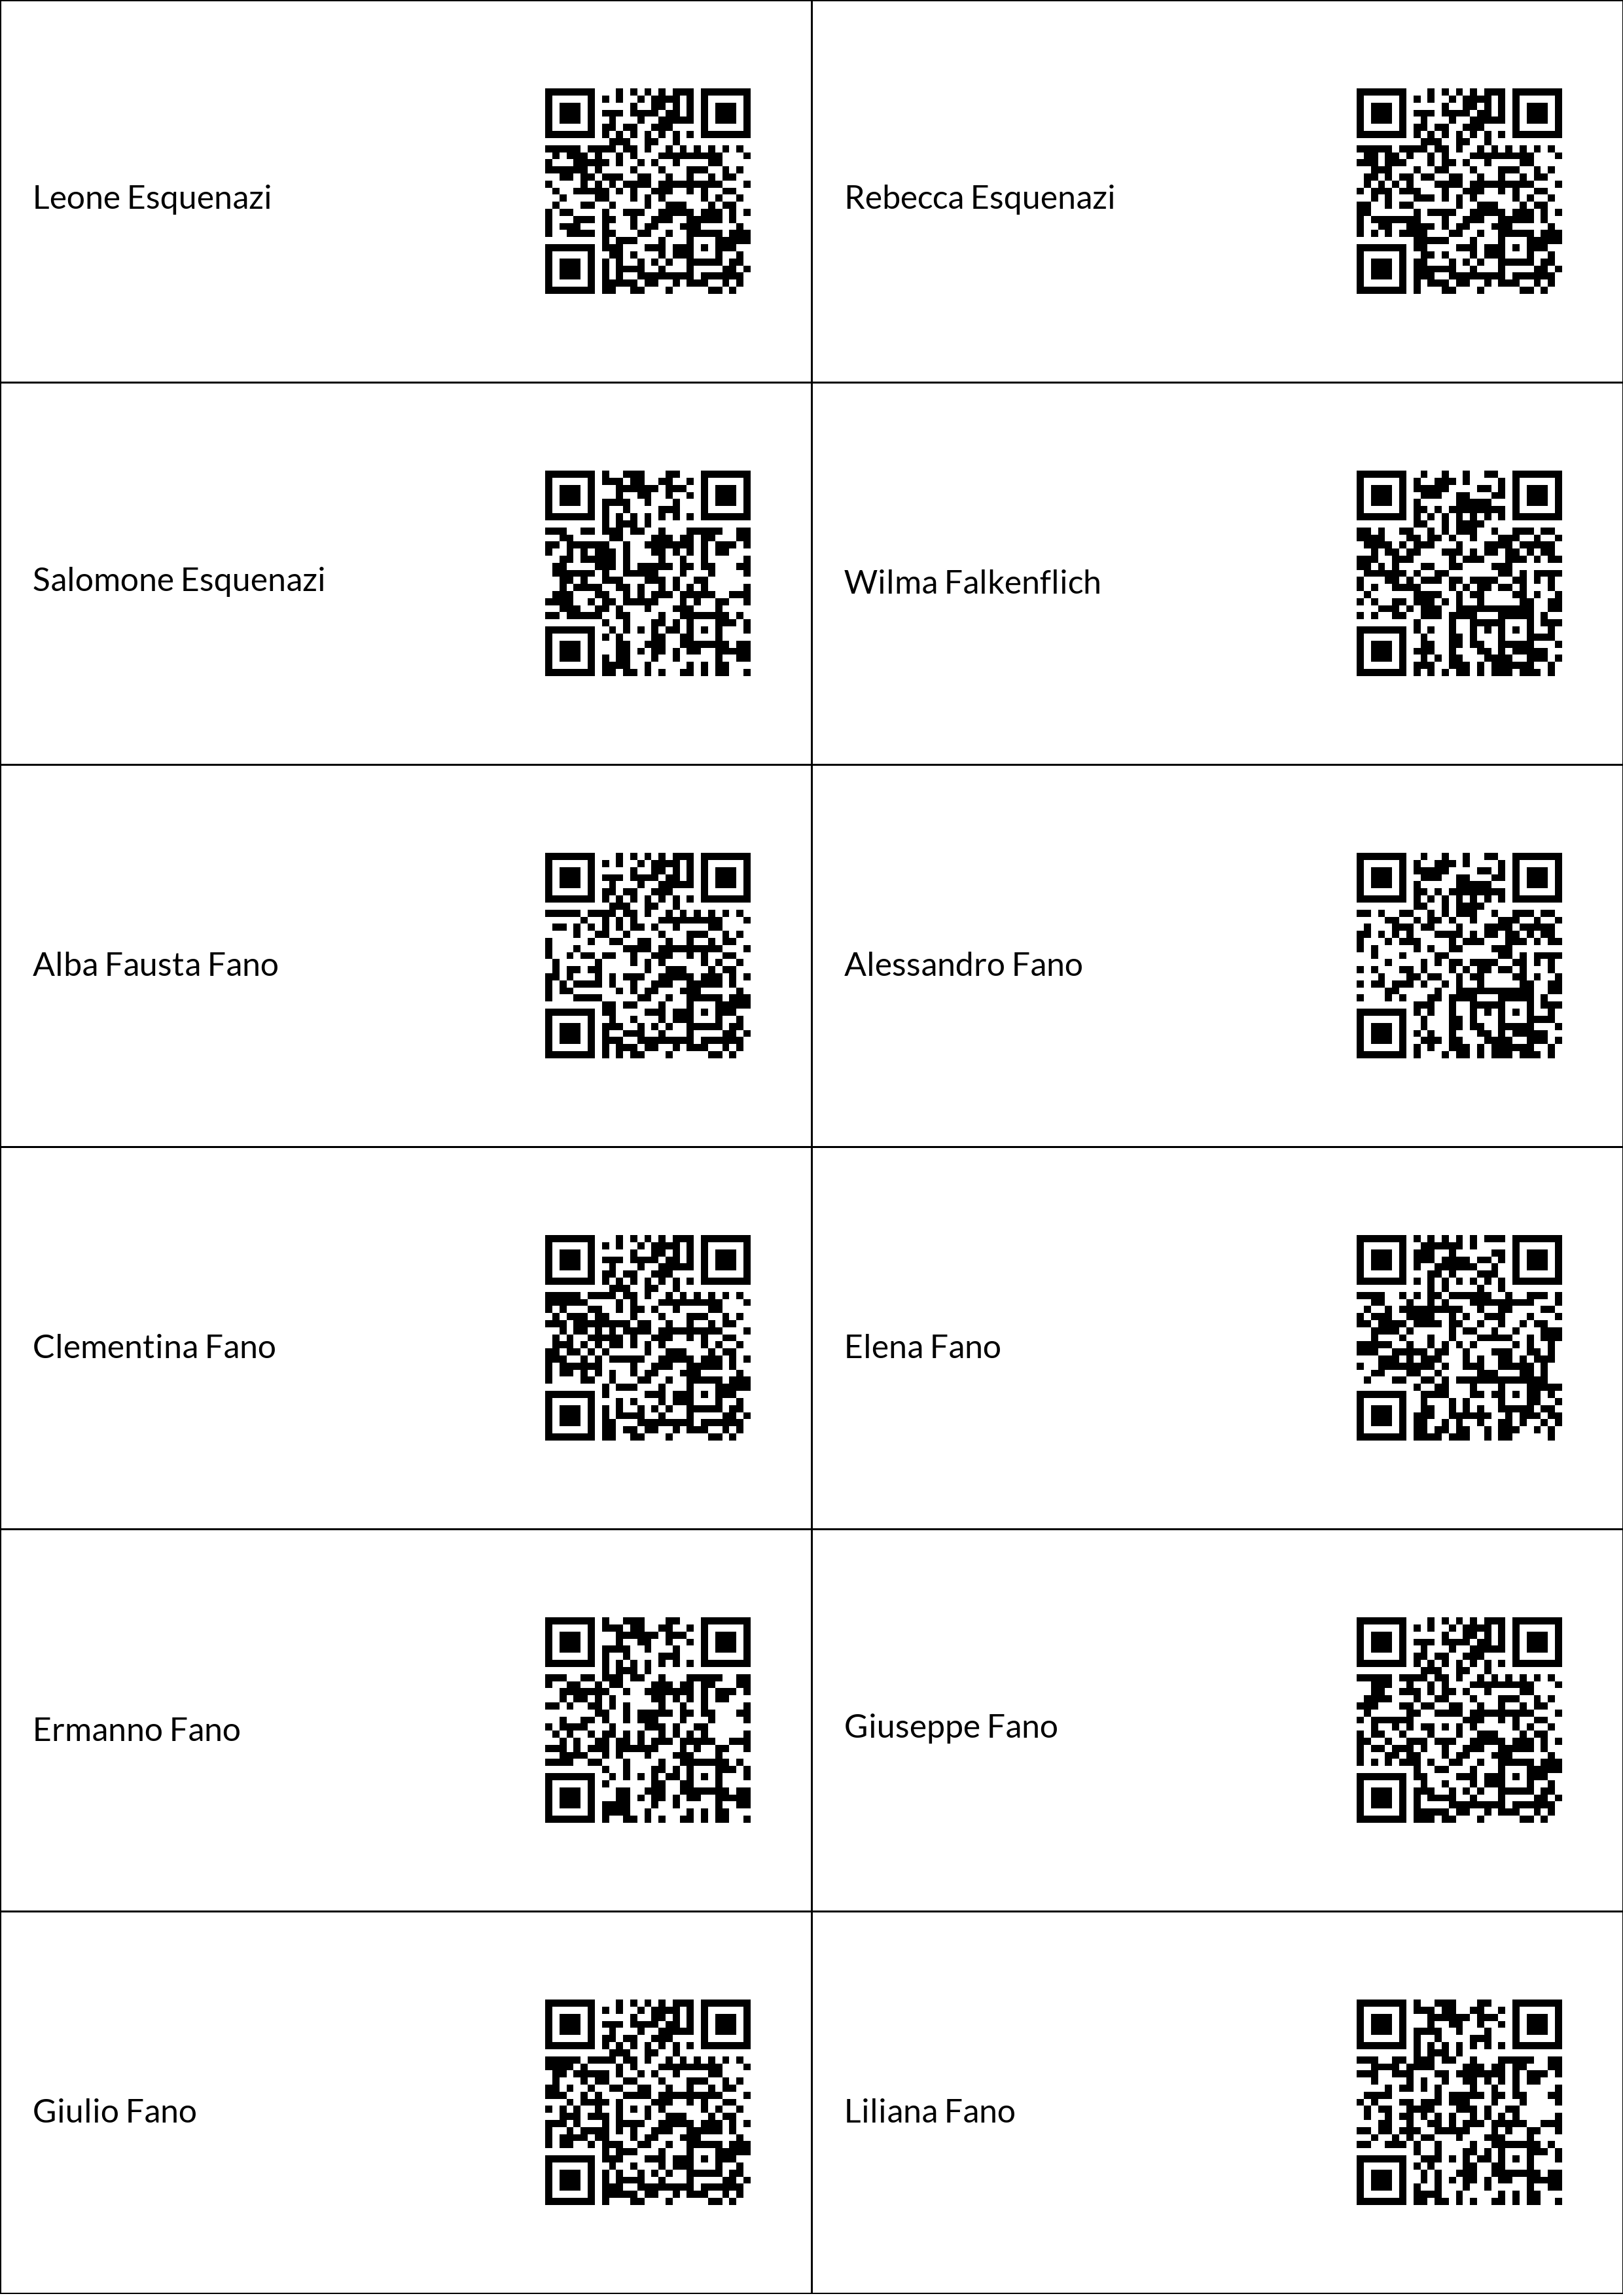 Leone Esquenazi
Rebecca Esquenazi
Salomone Esquenazi
Wilma Falkenflich
Alba Fausta Fano
Alessandro Fano
Clementina Fano
Elena Fano
Ermanno Fano
Giuseppe Fano
Giulio Fano
Liliana Fano